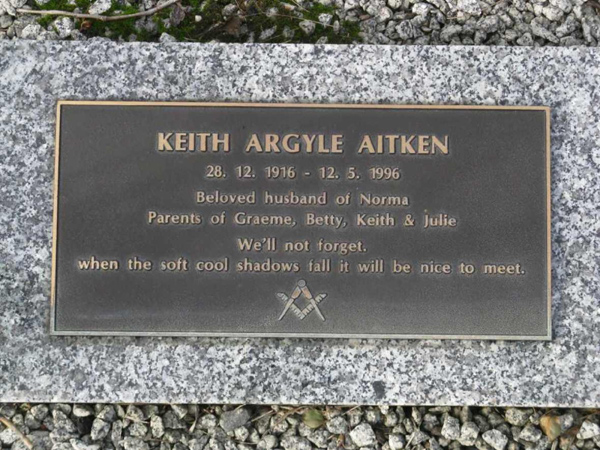 KEITH ARGYLE AITKEN
28. 12. 1916 - 12. 5. 1996
Beloved husband of Norma
Parents of Graeme, Betty, Keith & Julie
We'll not forget.
when the soft cool shadows fall it will be nice to meet.